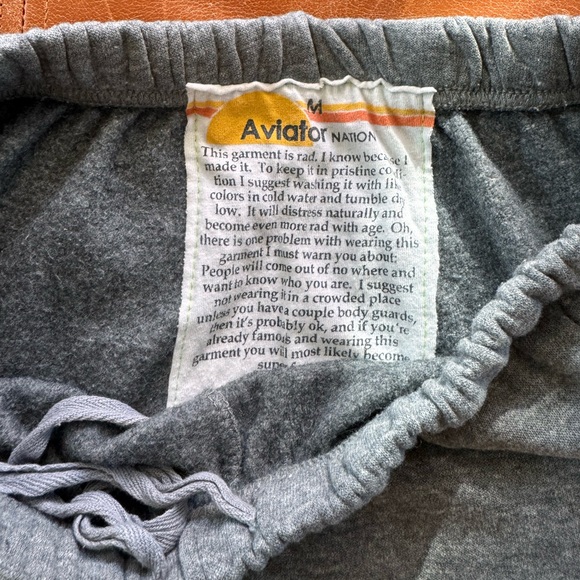 M
Aviator NATION
This garment is rad. I know because I
made it. To keep it in pristine condi-
tion I suggest washing it with like
colors in cold water and tumble dry
low. It will distress naturally and
become even more rad with age. Oh,
there is one problem with wearing this
garment I must warn you about:
People will come out of no where and
want to know who you are. I suggest
not wearing it in a crowded place
unless you have a couple body guards,
then it's probably ok, and if you're
already famous and wearing this
garment you will most likely become